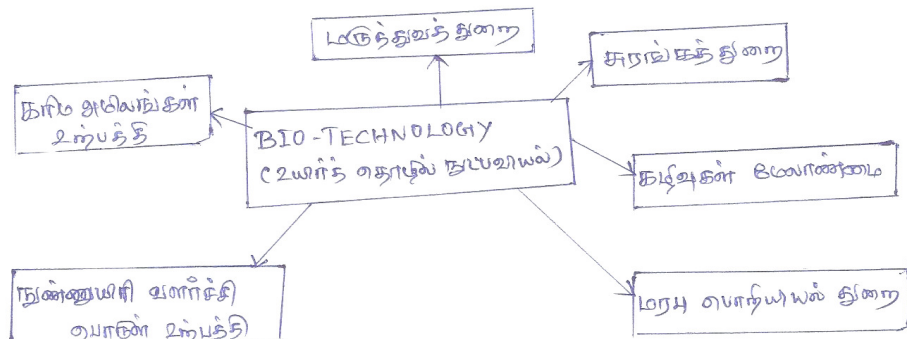 மருத்துவத் துறை
சுரங்கத் துறை
கரிம அமிலங்கள்
உற்பத்தி
BIO-TECHNOLOGY
(உயிர்த் தொழில் நுட்பவியல்)
கழிவுகள் மேலாண்மை
நுண்ணுயிரி வளர்ச்சி
பொருள் உற்பத்தி
மரபு பொறியியல் துறை